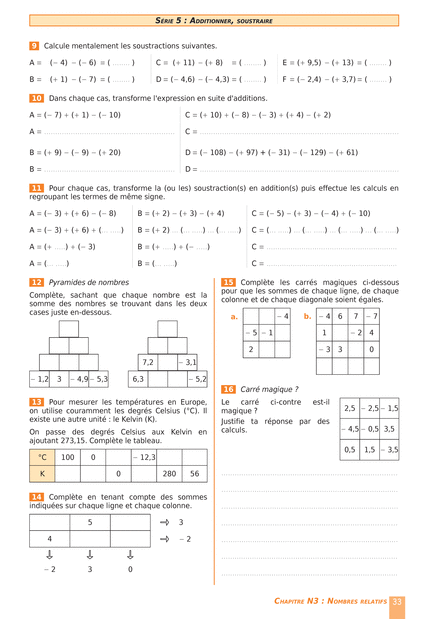 SÉRIE 5 : ADDITIONNER, SOUSTRAIRE
9 Calcule mentalement les soustractions suivantes.
A = (− 4) − (− 6) = ( ........ ) C = (+ 11) − (+ 8) = ( ........ ) E = (+ 9,5) − (+ 13) = ( ........ )
B = (+ 1) − (− 7) = ( ........ ) D = (− 4,6) − (− 4,3) = ( ........ ) F = (− 2,4) − (+ 3,7) = ( ........ )
10 Dans chaque cas, transforme l'expression en suite d'additions.
A = (− 7) + (+ 1) − (− 10) C = (+ 10) + (− 8) − (− 3) + (+ 4) − (+ 2)
A = ........ C = ........
B = (+ 9) − (− 9) − (+ 20) D = (− 108) − (+ 97) + (− 31) − (− 129) − (+ 61)
B = ........ D = ........
11 Pour chaque cas, transforme la (ou les) soustraction(s) en addition(s) puis effectue les calculs en
regroupant les termes de même signe.
A = (− 3) + (+ 6) − (− 8) B = (+ 2) − (+ 3) − (+ 4) C = (− 5) − (+ 3) − (− 4) + (− 10)
A = (− 3) + (+ 6) + (........) B = (+ 2) ... (........) ... (........) C = (........) ... (........) ... (........) ... (........)
A = (+ .....) + (− 3) B = (+ .....) + (− .....) C = ........
A = (........) B = (........) C = ........
12 Pyramides de nombres
Complète, sachant que chaque nombre est la
somme des nombres se trouvant dans les deux
cases juste en-dessous.
7,2 − 3,1
− 1,2 3 − 4,9 − 5,3 6,3 − 5,2
13 Pour mesurer les températures en Europe,
on utilise couramment les degrés Celsius (°C). Il
existe une autre unité : le Kelvin (K).
On passe des degrés Celsius aux Kelvin en
ajoutant 273,15. Complète le tableau.
°C 100 0 − 12,3
K 0 280 56
14 Complète en tenant compte des sommes
indiquées sur chaque ligne et chaque colonne.
5 ⇨ 3
4 ⇨ − 2
− 2 3 0
15 Complète les carrés magiques ci-dessous
pour que les sommes de chaque ligne, de chaque
colonne et de chaque diagonale soient égales.
a. − 4 b. − 4 6 7 − 7
− 5 − 1 1 − 2 4
2 − 3 3 0
16 Carré magique ?
Le carré ci-contre est-il
magique ?
Justifie ta réponse par des
calculs.
2,5 − 2,5 − 1,5
− 4,5 − 0,5 3,5
0,5 1,5 − 3,5
CHAPITRE N3 : NOMBRES RELATIFS 33